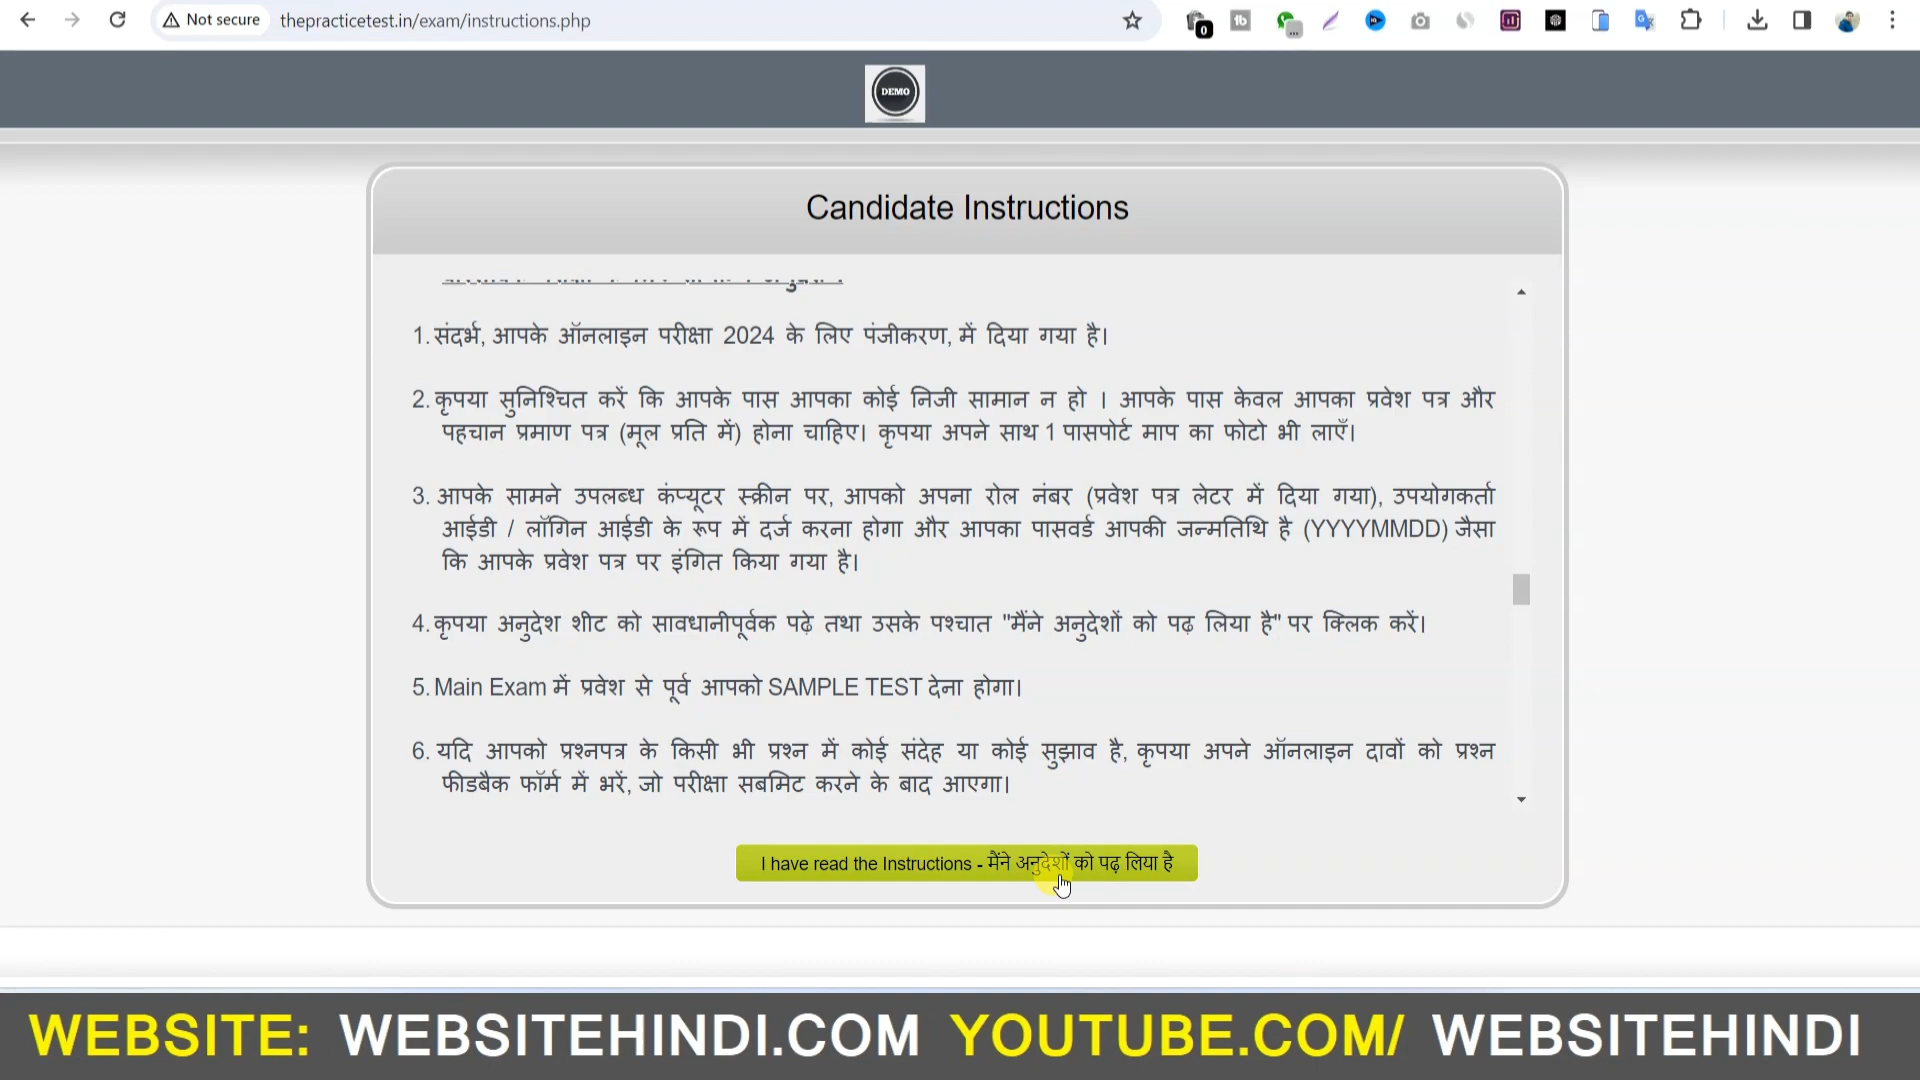 Not secure thepracticetest.in/exam/instructions.php
0
DEMO
Candidate Instructions
1. संदर्भ, आपके ऑनलाइन परीक्षा 2024 के लिए पंजीकरण, में दिया गया है।
2. कृपया सुनिश्चित करें कि आपके पास आपका कोई निजी सामान न हो । आपके पास केवल आपका प्रवेश पत्र और
पहचान प्रमाण पत्र (मूल प्रति में) होना चाहिए। कृपया अपने साथ 1 पासपोर्ट माप का फोटो भी लाएँ।
3. आपके सामने उपलब्ध कंप्यूटर स्क्रीन पर, आपको अपना रोल नंबर (प्रवेश पत्र लेटर में दिया गया), उपयोगकर्ता
आईडी / लॉगिन आईडी के रूप में दर्ज करना होगा और आपका पासवर्ड आपकी जन्मतिथि है (YYYYMMDD) जैसा
कि आपके प्रवेश पत्र पर इंगित किया गया है।
4. कृपया अनुदेश शीट को सावधानीपूर्वक पढ़े तथा उसके पश्चात "मैंने अनुदेशों को पढ़ लिया है" पर क्लिक करें।
5. Main Exam में प्रवेश से पूर्व आपको SAMPLE TEST देना होगा।
6. यदि आपको प्रश्नपत्र के किसी भी प्रश्न में कोई संदेह या कोई सुझाव है, कृपया अपने ऑनलाइन दावों को प्रश्न
फीडबैक फॉर्म में भरें, जो परीक्षा सबमिट करने के बाद आएगा।
I have read the Instructions - मैंने अनुदेशों को पढ़ लिया है
WEBSITE: WEBSITEHINDI.COM YOUTUBE.COM/ WEBSITEHINDI